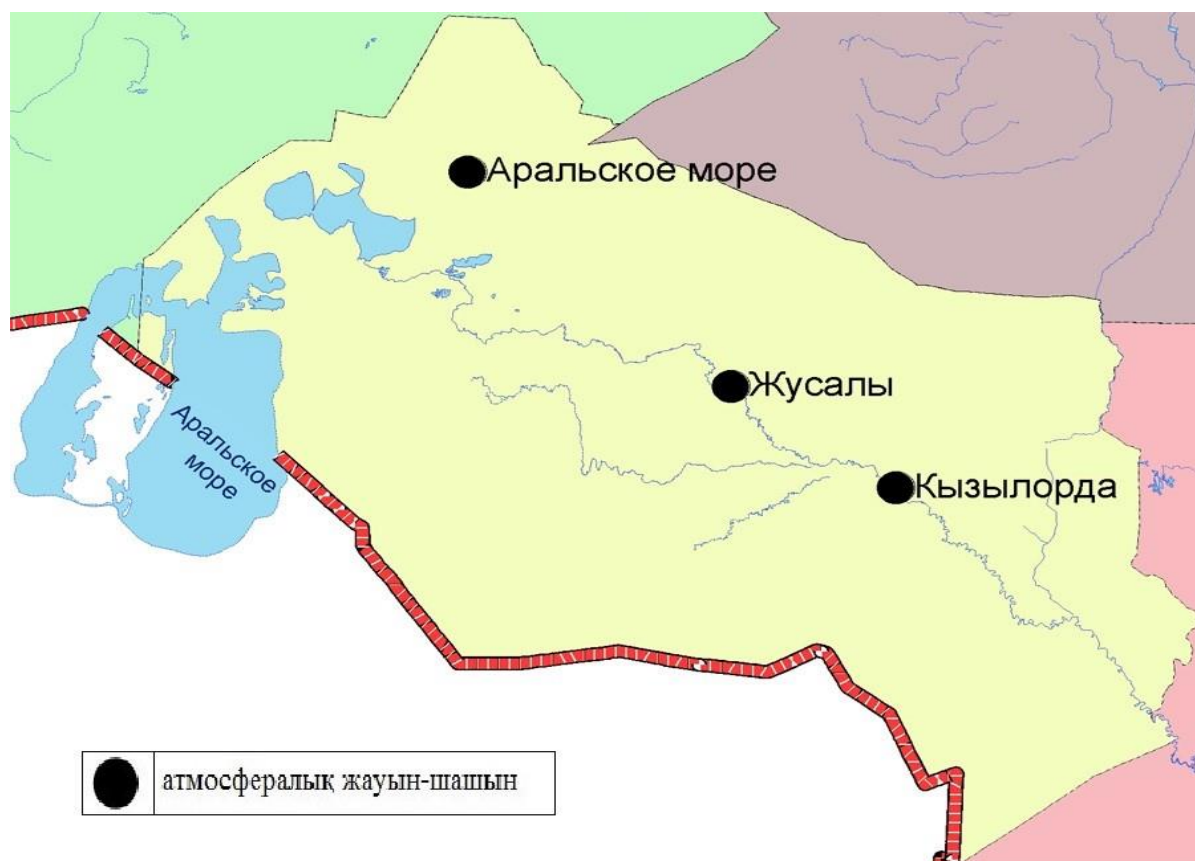 Аральское море
Жусалы
Аральское
море
Кызылорда
атмосфералық жауын-шашын